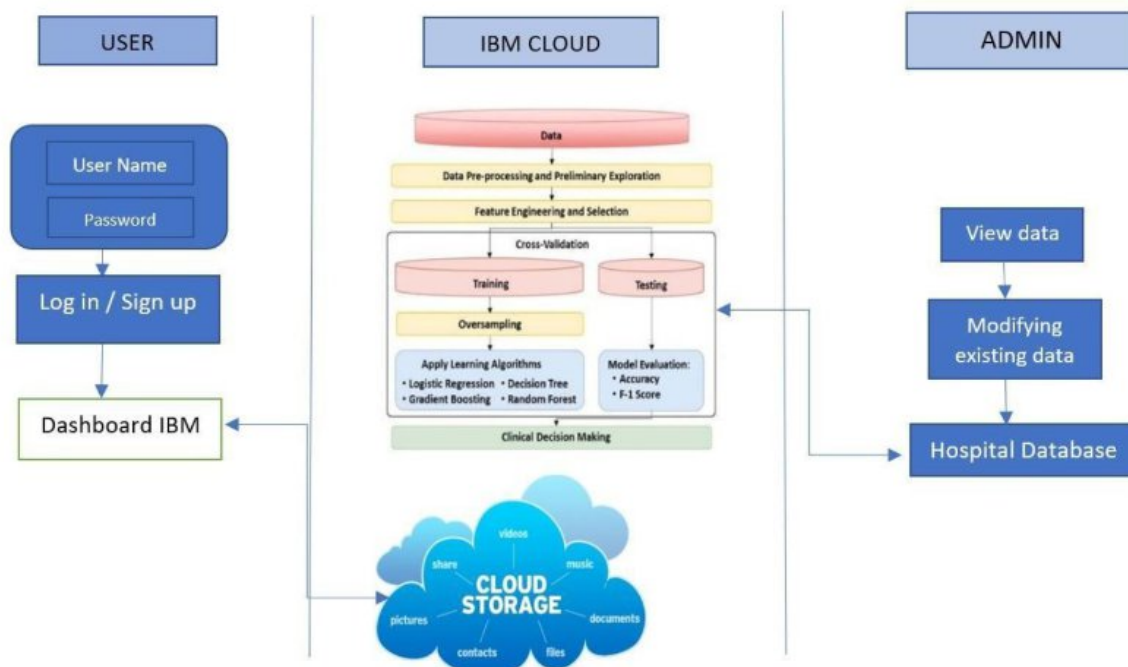 USER
IBM CLOUD
ADMIN
User Name
Password
Log in / Sign up
Dashboard IBM
Data
Data Pre-processing and Preliminary Exploration
Feature Engineering and Selection
Cross-Validation
Training
Testing
Oversampling
Apply Learning Algorithms
• Logistic Regression • Decision Tree
• Gradient Boosting • Random Forest
Model Evaluation:
• Accuracy
• F-1 Score
Clinical Decision Making
videos
share
music
CLOUD
STORAGE
pictures
documents
contacts
files
View data
Modifying
existing data
Hospital Database